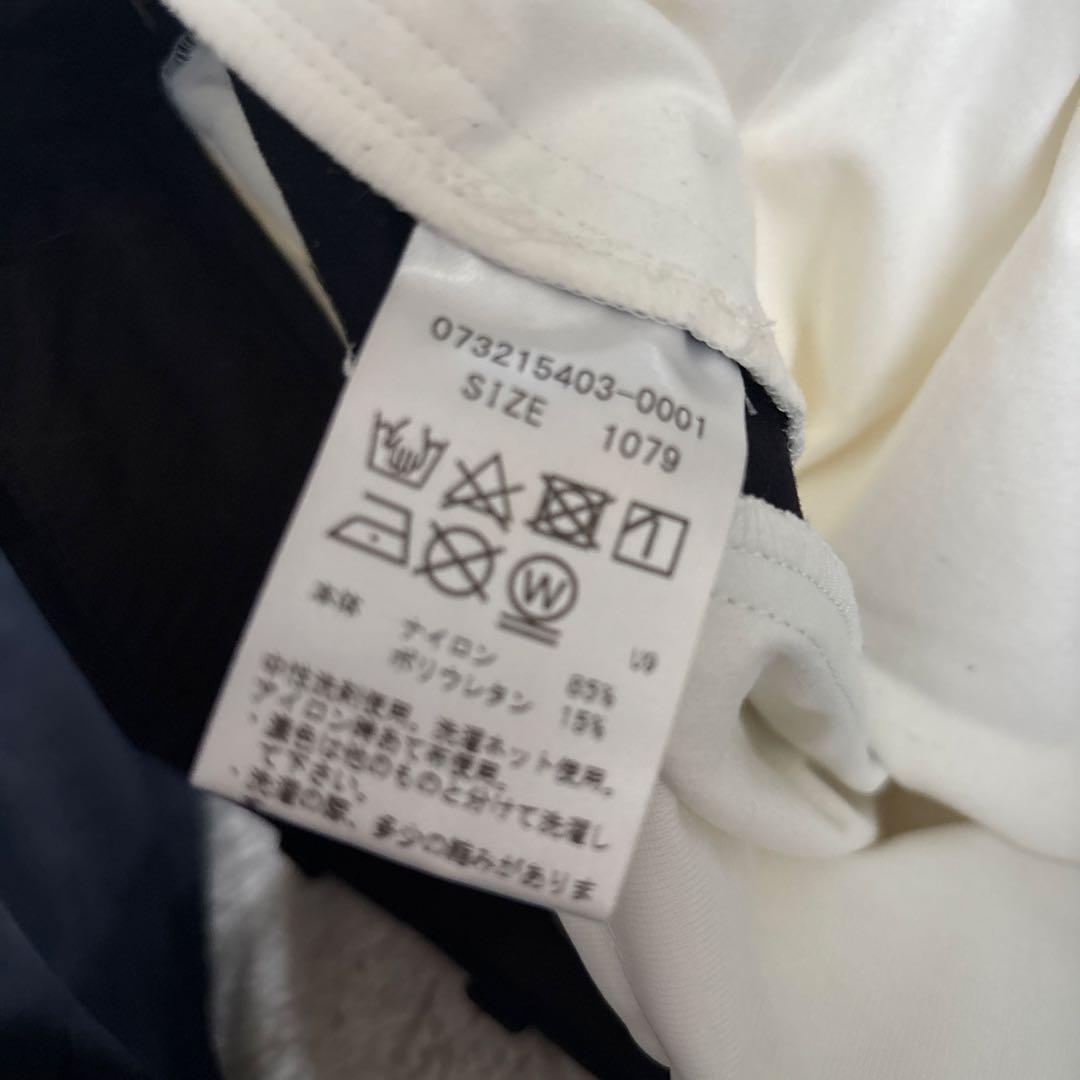 073215403-0001
SIZE 1079
W
本体 ナイロン 85%
ポリウレタン 15%
U9
中性洗剤使用。洗濯ネット使用。
アイロン時あて布使用。
・濃色は他のものと分けて洗濯し
て下さい。
・洗濯の際、多少の縮みがありま